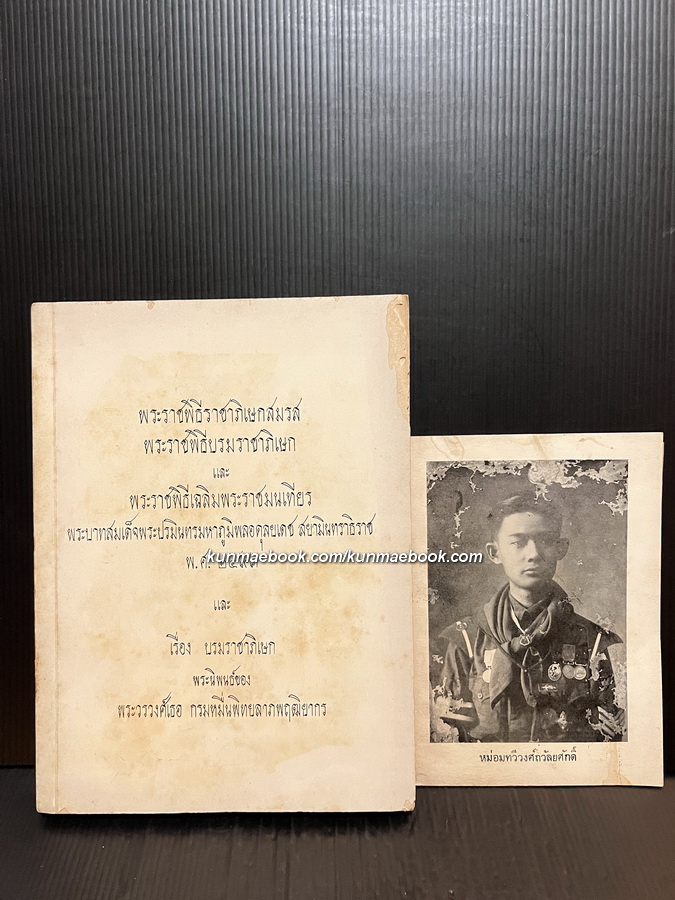 พระราชพิธีราชาภิเษกสมรส
พระราชพิธีบรมราชาภิเษก
และ
พระราชพิธีเฉลิมพระราชมนเทียร
พระบาทสมเด็จพระปรมินทรมหาภูมิพลอดุลยเดช สยามินทราธิราช
kunmaebook.com/kunmaebook.com
พ.ศ. ๒๔๙๓
และ
เรื่อง บรมราชาภิเษก
พระนิพนธ์ของ
พระวรวงศ์เธอ กรมหมื่นพิทยลาภพฤฒิยากร
หม่อมทวีวงศ์ถวัลยศักดิ์